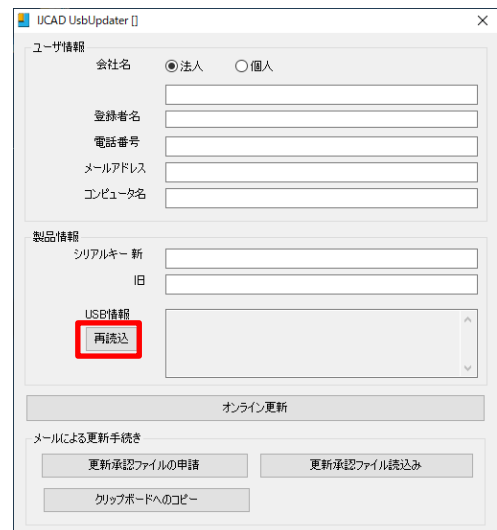 IJCAD UsbUpdater []
ユーザ情報
会社名 法人 個人
登録者名
電話番号
メールアドレス
コンピュータ名
製品情報
シリアルキー 新
旧
USB情報
再読込
オンライン更新
メールによる更新手続き
更新承認ファイルの申請 更新承認ファイル読込み
クリップボードへのコピー